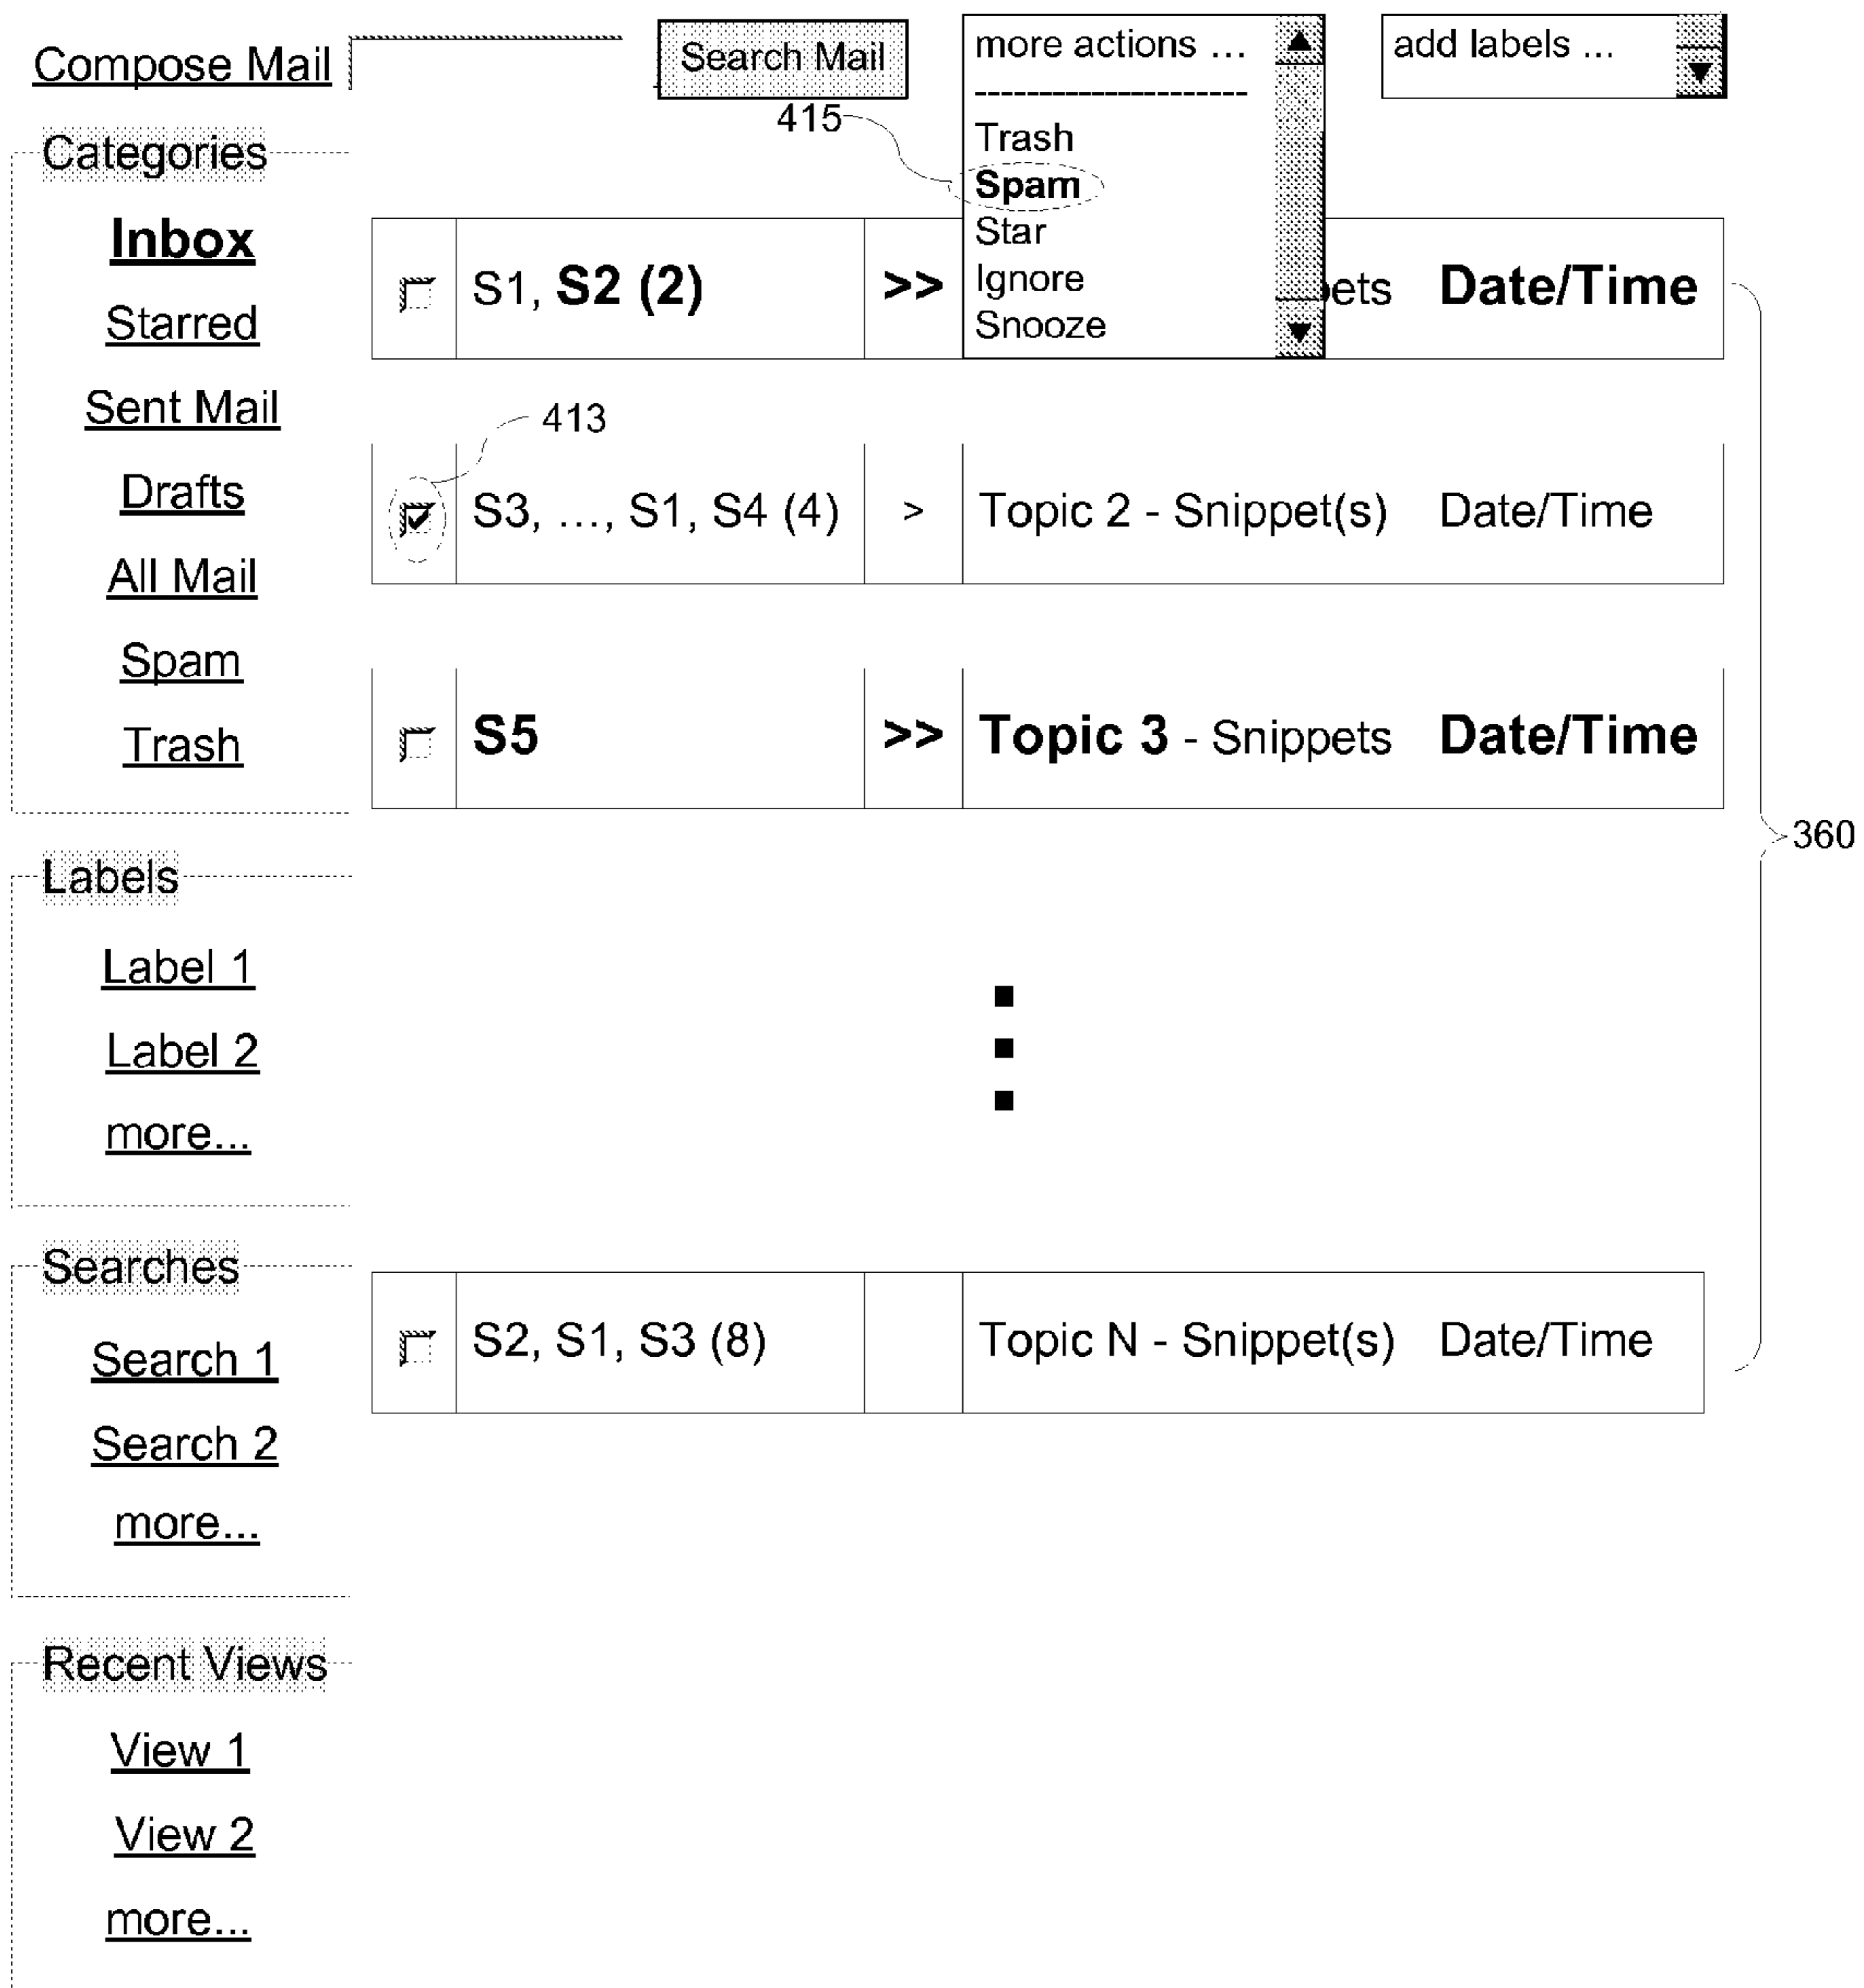 Compose Mail
Search Mail
more actions ...
--------------------
Trash
Spam
Star
Ignore
Snooze
add labels ...
415
Categories
Inbox
Starred
Sent Mail
Drafts
All Mail
Spam
Trash
S1, S2 (2) >> ets Date/Time
413
S3, ..., S1, S4 (4) > Topic 2 - Snippet(s) Date/Time
S5 >> Topic 3 - Snippets Date/Time
360
Labels
Label 1
Label 2
more...
Searches
Search 1
Search 2
more...
S2, S1, S3 (8) Topic N - Snippet(s) Date/Time
Recent Views
View 1
View 2
more...